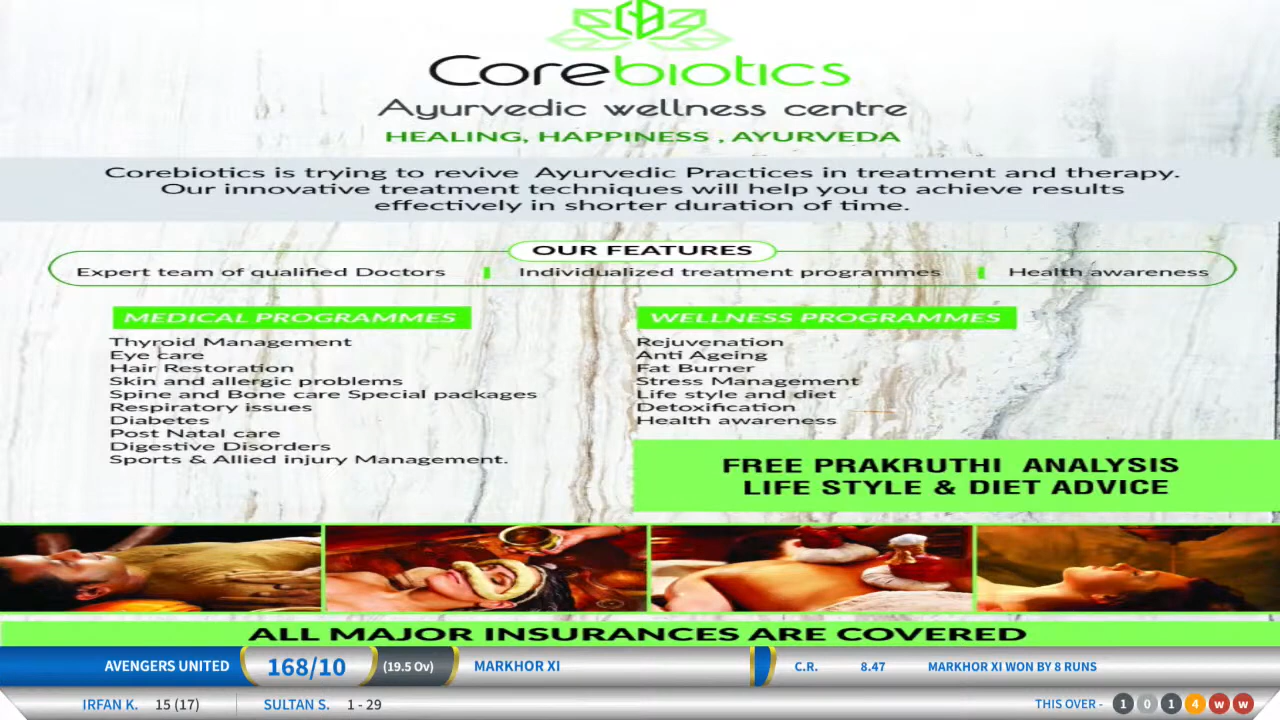 Corebiotics
Ayurvedic wellness centre
HEALING, HAPPINESS , AYURVEDA
Corebiotics is trying to revive Ayurvedic Practices in treatment and therapy.
Our innovative treatment techniques will help you to achieve results
effectively in shorter duration of time.
OUR FEATURES
Expert team of qualified Doctors Individualized treatment programmes Health awareness
MEDICAL PROGRAMMES
Thyroid Management
Eye care
Hair Restoration
Skin and allergic problems
Spine and Bone care Special packages
Respiratory issues
Diabetes
Post Natal care
Digestive Disorders
Sports & Allied injury Management.
WELLNESS PROGRAMMES
Rejuvenation
Anti Ageing
Fat Burner
Stress Management
Life style and diet
Detoxification
Health awareness
FREE PRAKRUTHI ANALYSIS
LIFE STYLE & DIET ADVICE
ALL MAJOR INSURANCES ARE COVERED
AVENGERS UNITED 168/10 (19.5 Ov) MARKHOR XI C.R. 8.47 MARKHOR XI WON BY 8 RUNS
IRFAN K. 15 (17) SULTAN S. 1 - 29 THIS OVER - 1 0 1 4 W W